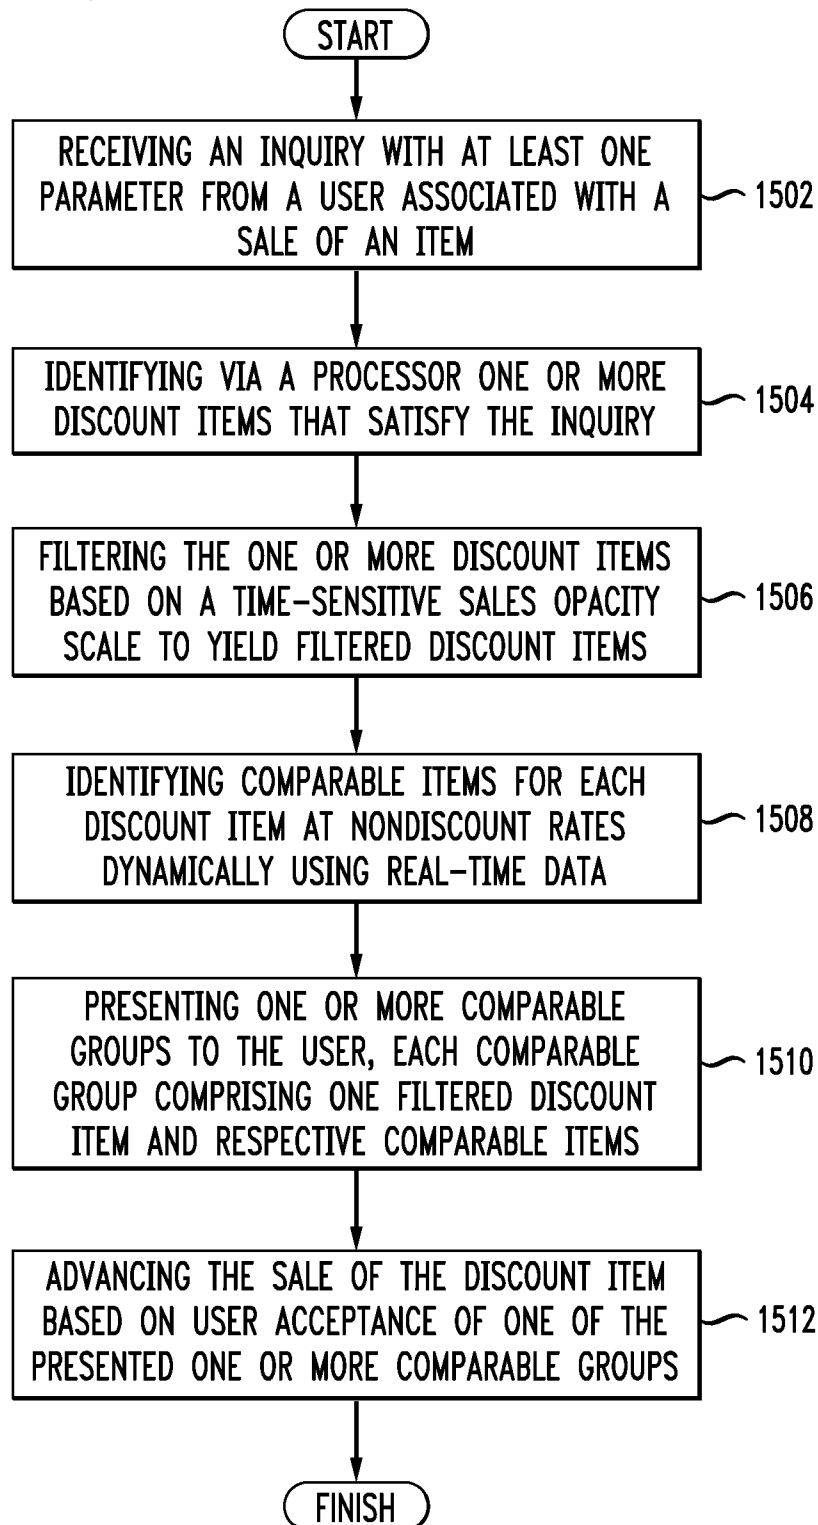 START
RECEIVING AN INQUIRY WITH AT LEAST ONE
PARAMETER FROM A USER ASSOCIATED WITH A
SALE OF AN ITEM
1502
IDENTIFYING VIA A PROCESSOR ONE OR MORE
DISCOUNT ITEMS THAT SATISFY THE INQUIRY
1504
FILTERING THE ONE OR MORE DISCOUNT ITEMS
BASED ON A TIME-SENSITIVE SALES OPACITY
SCALE TO YIELD FILTERED DISCOUNT ITEMS
1506
IDENTIFYING COMPARABLE ITEMS FOR EACH
DISCOUNT ITEM AT NONDISCOUNT RATES
DYNAMICALLY USING REAL-TIME DATA
1508
PRESENTING ONE OR MORE COMPARABLE
GROUPS TO THE USER, EACH COMPARABLE
GROUP COMPRISING ONE FILTERED DISCOUNT
ITEM AND RESPECTIVE COMPARABLE ITEMS
1510
ADVANCING THE SALE OF THE DISCOUNT ITEM
BASED ON USER ACCEPTANCE OF ONE OF THE
PRESENTED ONE OR MORE COMPARABLE GROUPS
1512
FINISH